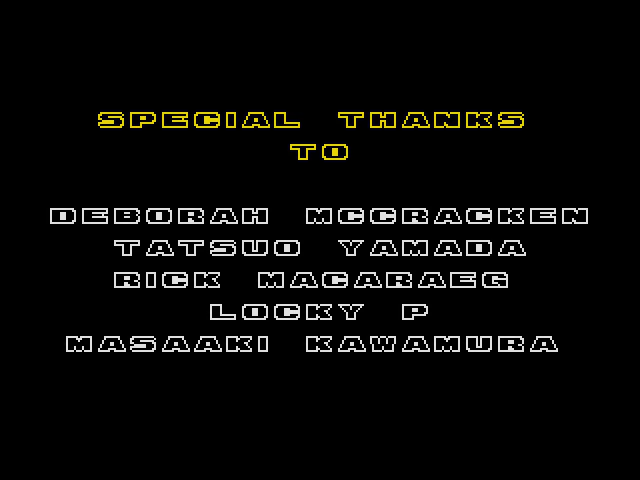 SPECIAL THANKS
TO
DEBORAH MCCRACKEN
TATSUO YAMADA
RICK MACARAEG
LOCKY P
MASAAKI KAWAMURA